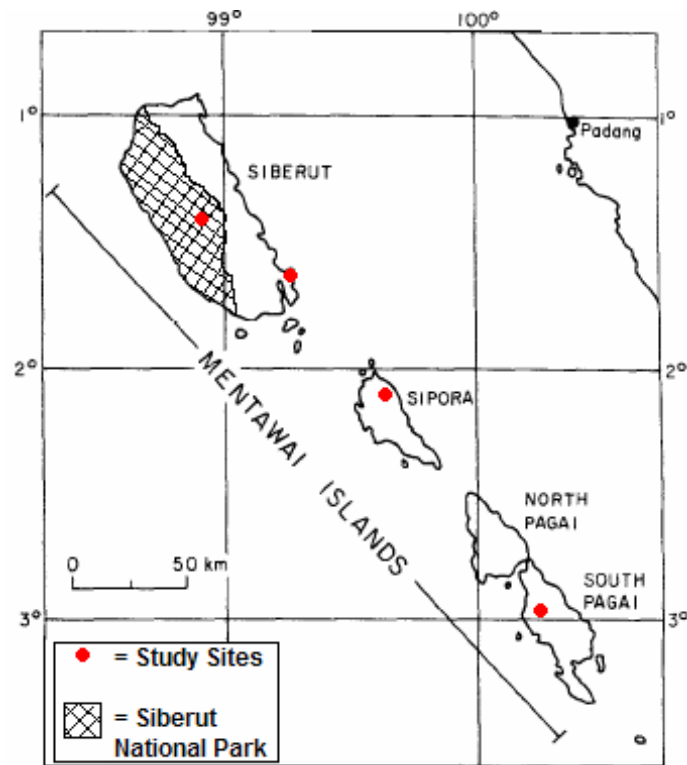 99°
100°
1°
1°
Padang
SIBERUT
2°
2°
SIPORA
MENTAWAI ISLANDS
NORTH
PAGAI
SOUTH
PAGAI
0 50 km
3°
3°
= Study Sites
= Siberut
National Park